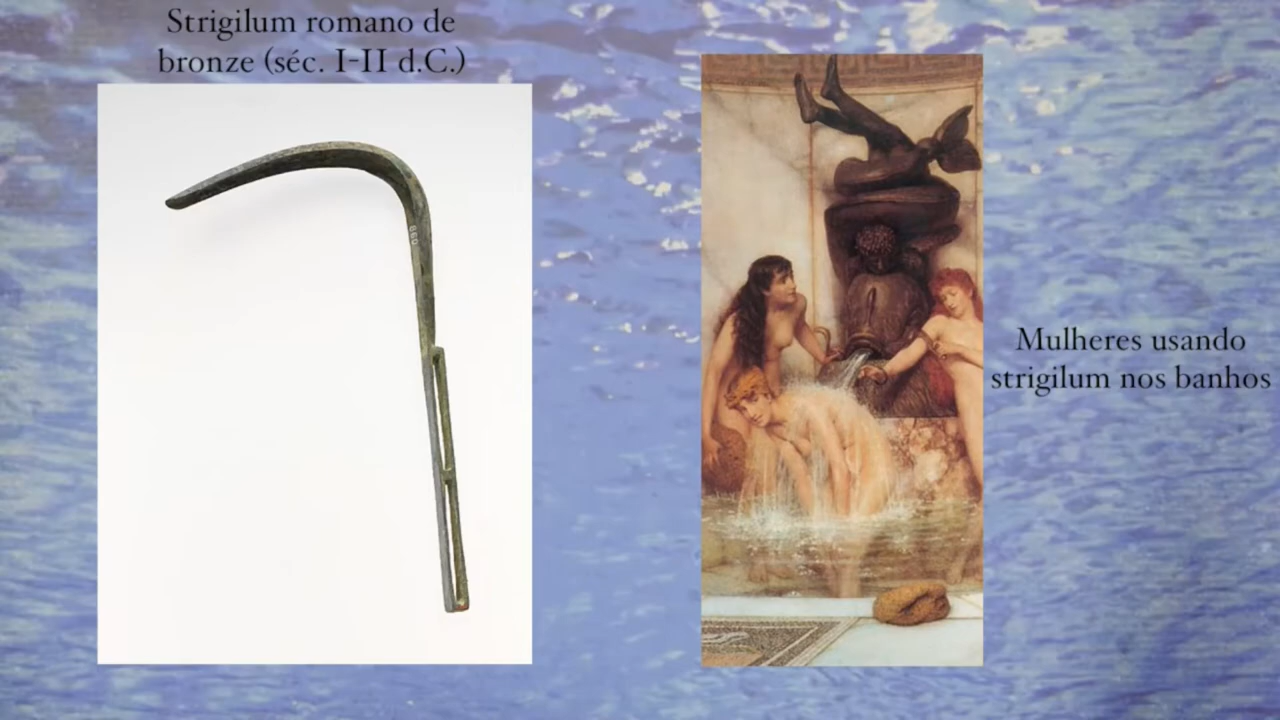 Strigilum romano de
bronze (séc. I-II d.C.)
Mulheres usando
strigilum nos banhos